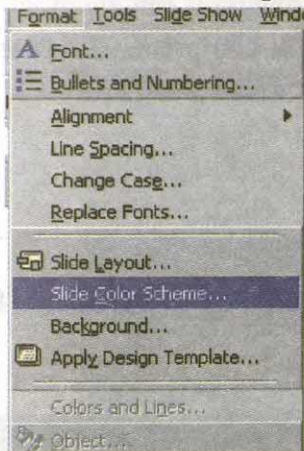 Format Tools Slide Show Wind
Font...
Bullets and Numbering...
Alignment
Line Spacing...
Change Case...
Replace Fonts...
Slide Layout...
Slide Color Scheme...
Background...
Apply Design Template...
Colors and Lines...
Object...